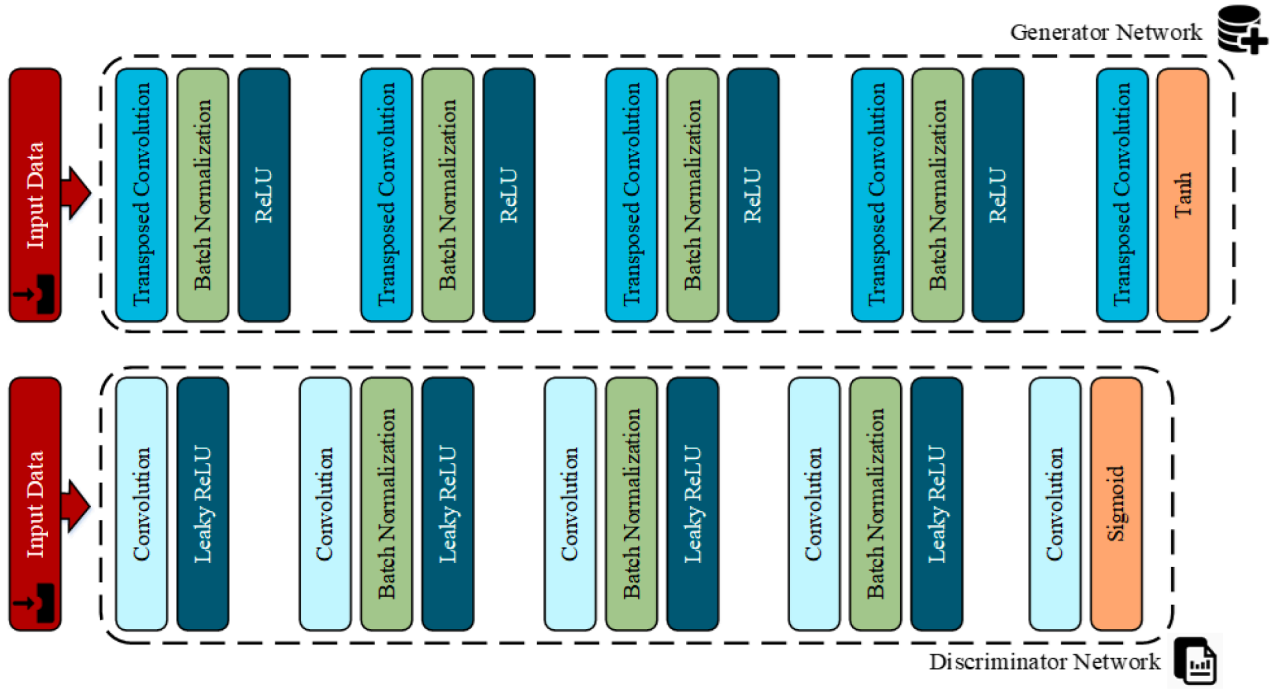 Generator Network
Input Data
Transposed Convolution
Batch Normalization
ReLU
Transposed Convolution
Batch Normalization
ReLU
Transposed Convolution
Batch Normalization
ReLU
Transposed Convolution
Batch Normalization
ReLU
Transposed Convolution
Tanh
Input Data
Convolution
Leaky ReLU
Convolution
Batch Normalization
Leaky ReLU
Convolution
Batch Normalization
Leaky ReLU
Convolution
Batch Normalization
Leaky ReLU
Convolution
Sigmoid
Discriminator Network